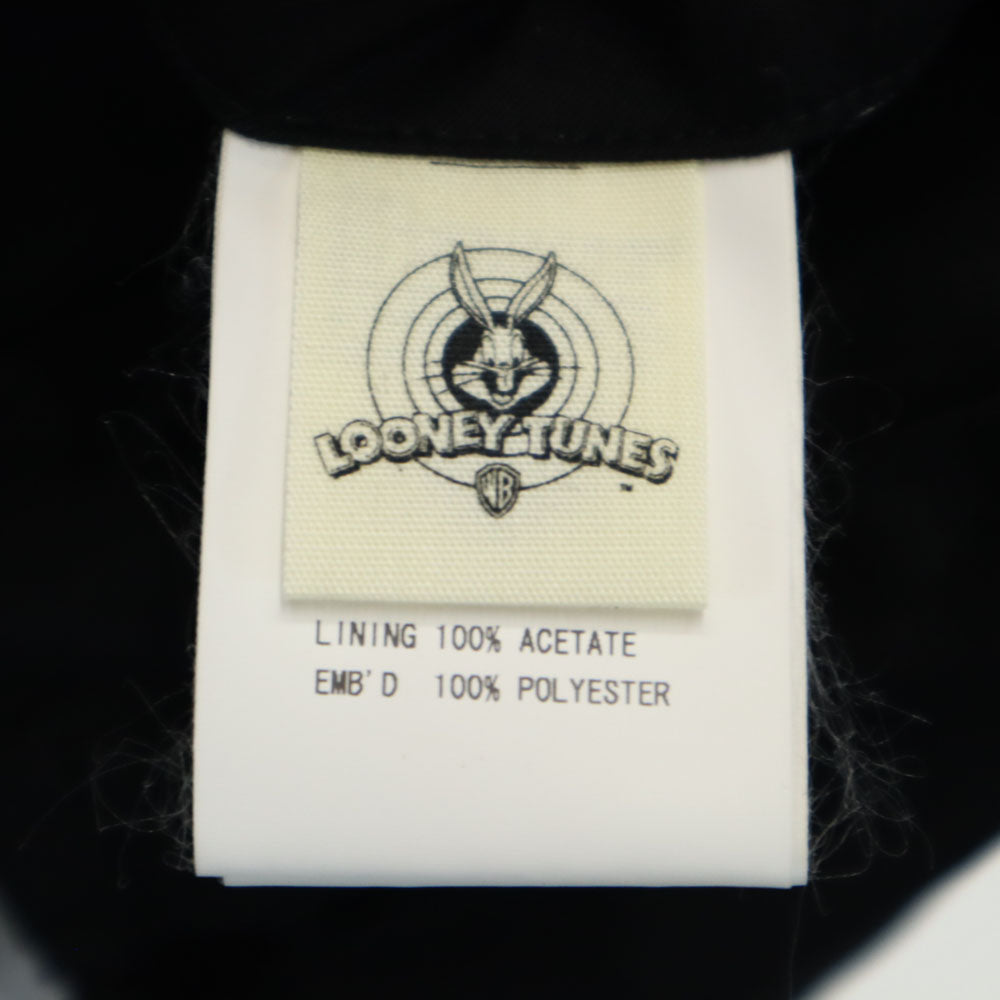 LOONEY TUNES
™
WB
LINING 100% ACETATE
EMB'D 100% POLYESTER